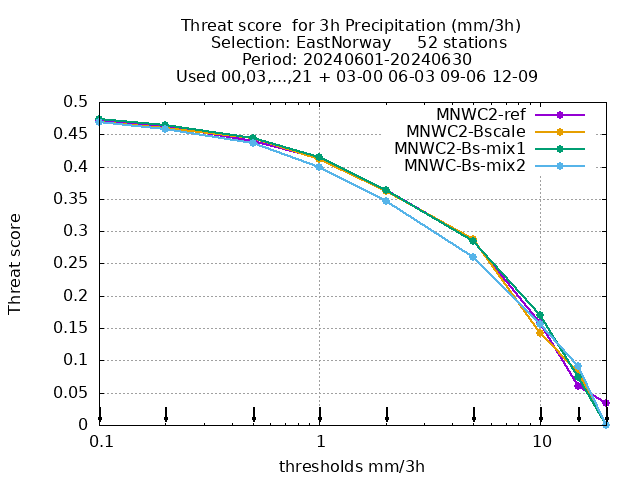 Threat score  for 3h Precipitation (mm/3h)
Selection: EastNorway     52 stations
Period: 20240601-20240630
Used 00,03,...,21 + 03-00 06-03 09-06 12-09
MNWC2-ref
MNWC2-Bscale
MNWC2-Bs-mix1
MNWC-Bs-mix2
0.5
0.45
0.4
0.35
0.3
0.25
0.2
0.15
0.1
0.05
0
Threat score
0.1 1 10
thresholds mm/3h